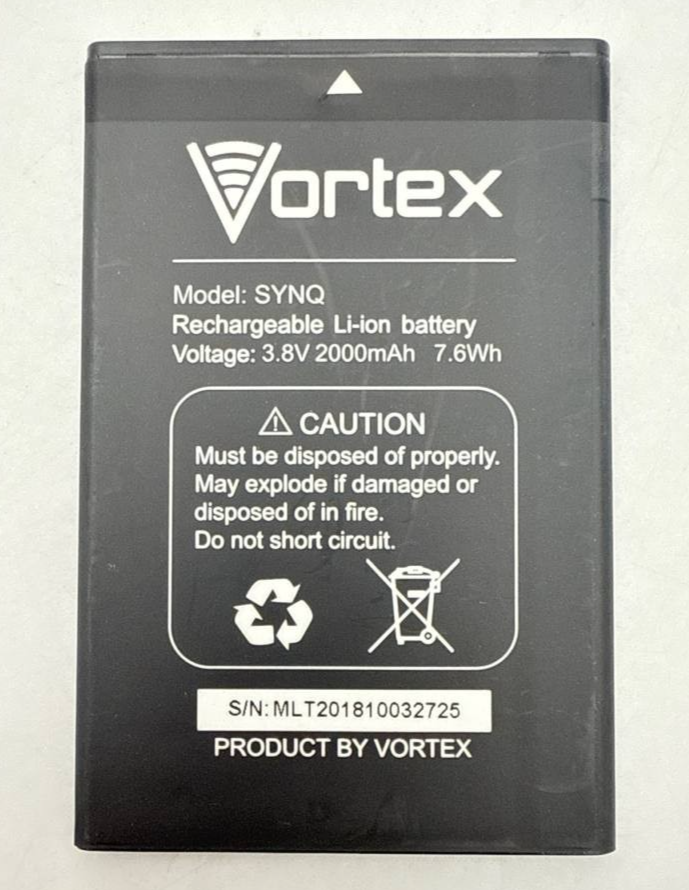 Vortex
Model: SYNQ
Rechargeable Li-ion battery
Voltage: 3.8V 2000mAh 7.6Wh
CAUTION
Must be disposed of properly.
May explode if damaged or
disposed of in fire.
Do not short circuit.
S/N: MLT201810032725
PRODUCT BY VORTEX